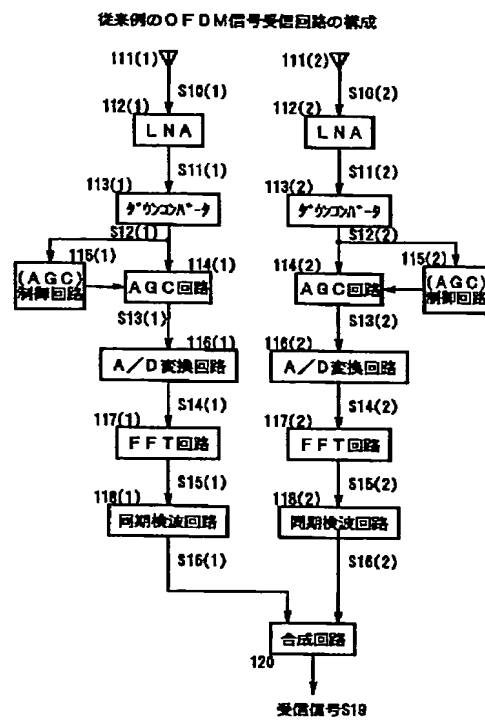 従来例のOFDM信号受信回路の構成
111(1) 111(2)
S10(1) S10(2)
112(1) 112(2)
LNA LNA
S11(1) S11(2)
113(1) 113(2)
ダウンコンバータ ダウンコンバータ
S12(1) S12(2)
115(1) 114(1) 114(2) 115(2)
(AGC)制御回路 AGC回路 AGC回路 (AGC)制御回路
S13(1) S13(2)
116(1) 116(2)
A/D変換回路 A/D変換回路
S14(1) S14(2)
117(1) 117(2)
FFT回路 FFT回路
S15(1) S15(2)
118(1) 118(2)
同期検波回路 同期検波回路
S16(1) S16(2)
合成回路
120
受信信号S19